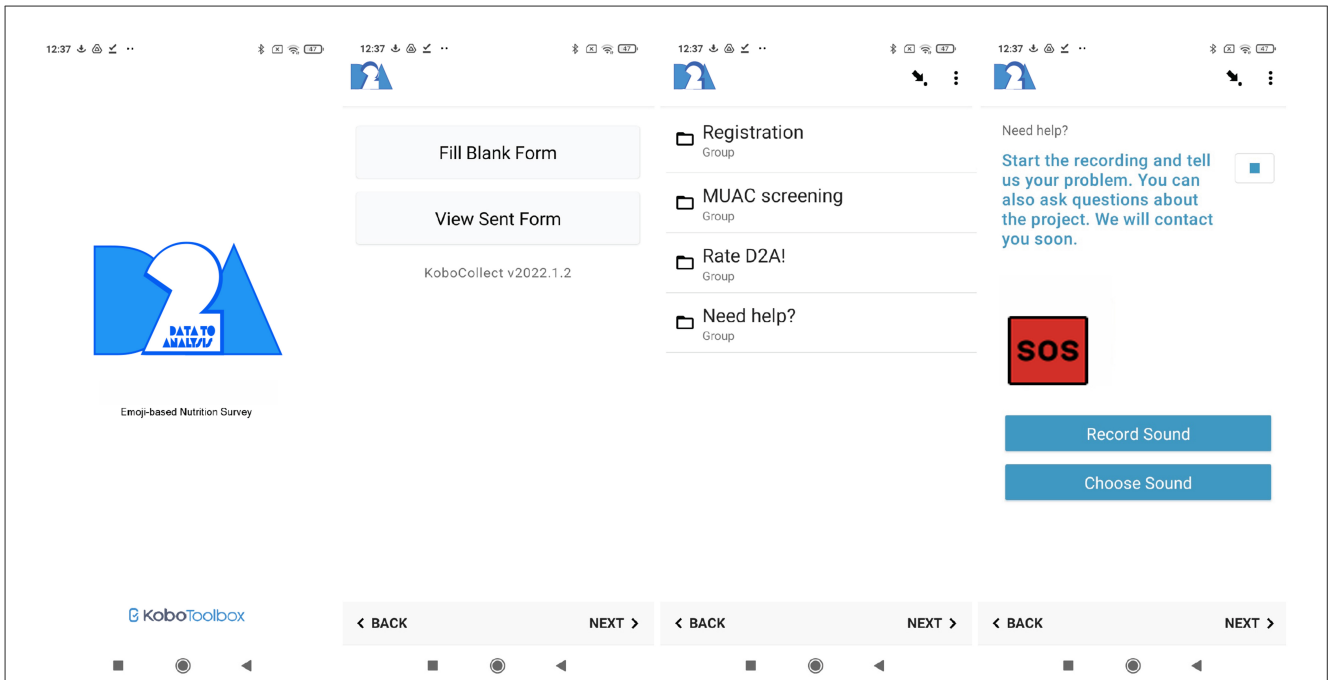 12:37
47
DATA TO
ANALYSIS
Emoji-based Nutrition Survey
KoboToolbox
12:37
47
D2A
Fill Blank Form
View Sent Form
KoboCollect v2022.1.2
< BACK
NEXT >
12:37
47
D2A
Registration
Group
MUAC screening
Group
Rate D2A!
Group
Need help?
Group
< BACK
NEXT >
12:37
47
D2A
Need help?
Start the recording and tell
us your problem. You can
also ask questions about
the project. We will contact
you soon.
SOS
Record Sound
Choose Sound
< BACK
NEXT >